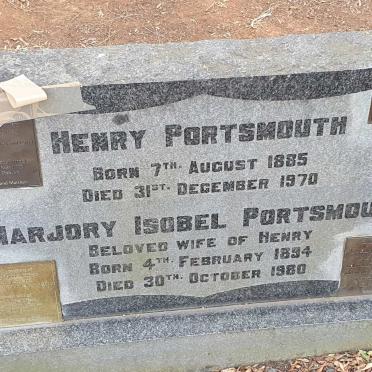 HENRY PORTSMOUTH
BORN 7TH. AUGUST 1885
DIED 31ST. DECEMBER 1970
MARJORY ISOBEL PORTSMOU
BELOVED WIFE OF HENRY
BORN 4TH. FEBRUARY 1894
DIED 30TH. OCTOBER 1980